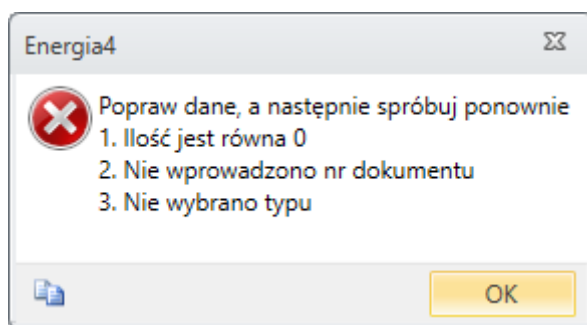 Energia4
Popraw dane, a następnie spróbuj ponownie
1. Ilość jest równa 0
2. Nie wprowadzono nr dokumentu
3. Nie wybrano typu
OK